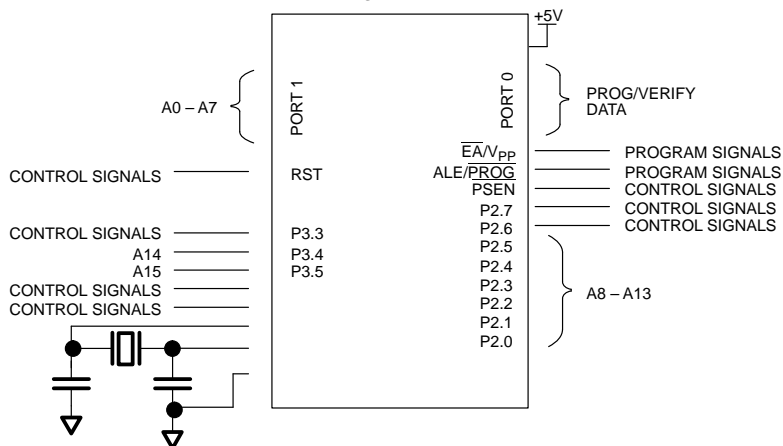 +5V
A0 – A7
PORT 1
PORT 0
PROG/VERIFY
DATA
EA/VPP
PROGRAM SIGNALS
CONTROL SIGNALS
RST
ALE/PROG
PROGRAM SIGNALS
PSEN
CONTROL SIGNALS
P2.7
CONTROL SIGNALS
P2.6
CONTROL SIGNALS
CONTROL SIGNALS
P3.3
A14
P3.4
A15
P3.5
CONTROL SIGNALS
CONTROL SIGNALS
P2.5
P2.4
P2.3
P2.2
P2.1
P2.0
A8 – A13